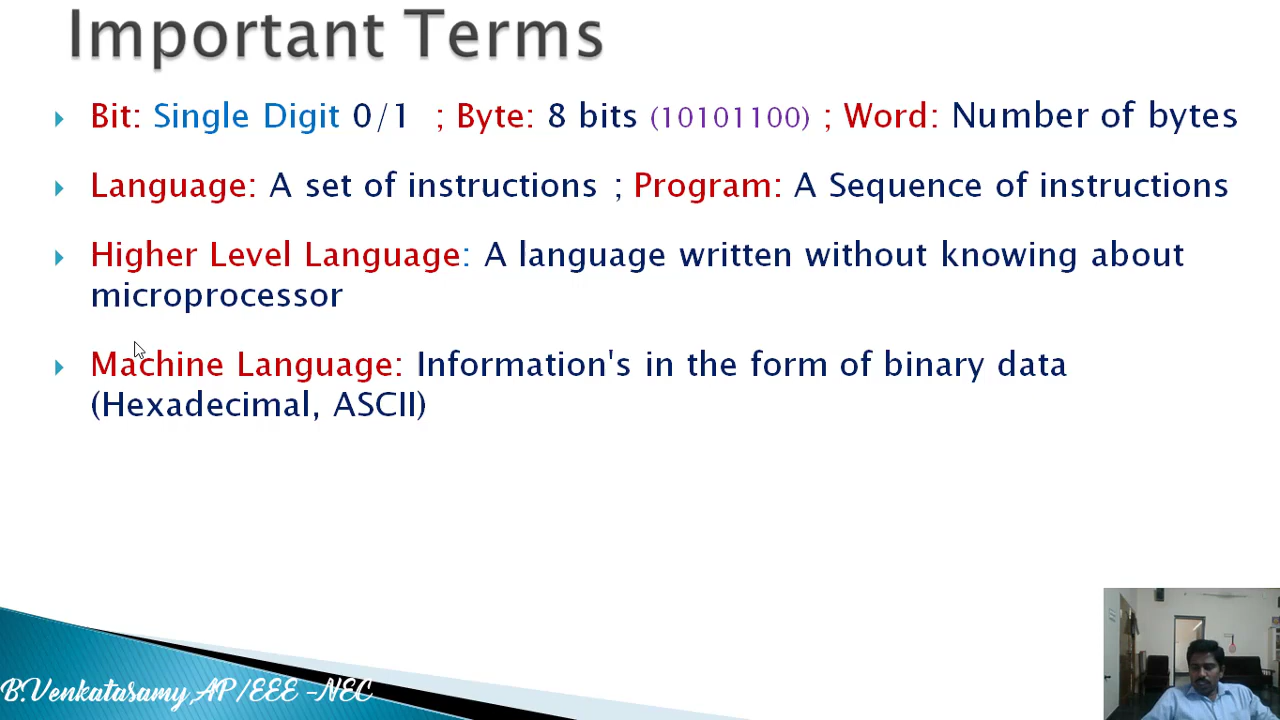 Important Terms
Bit: Single Digit 0/1 ; Byte: 8 bits (10101100) ; Word: Number of bytes
Language: A set of instructions ; Program: A Sequence of instructions
Higher Level Language: A language written without knowing about
microprocessor
Machine Language: Information's in the form of binary data
(Hexadecimal, ASCII)
B.Venkatasamy,AP/EEE -NEC